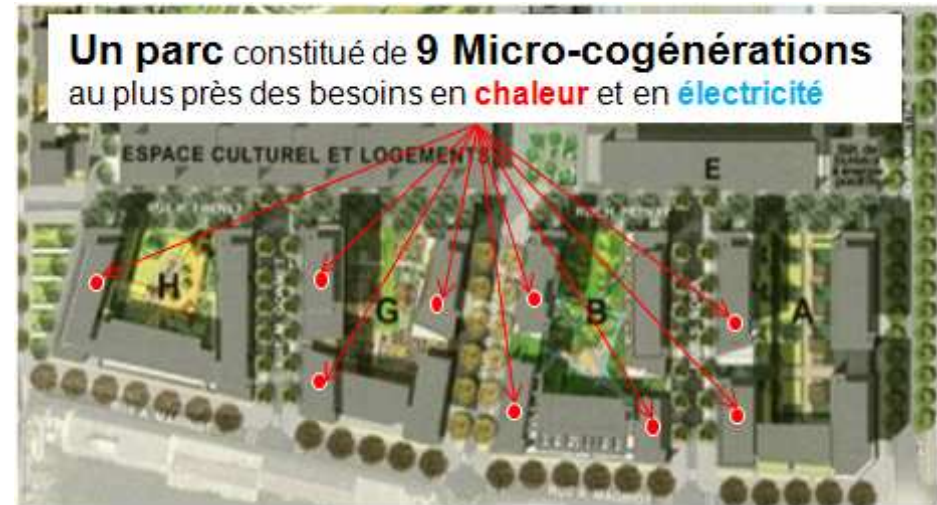 Un parc constitué de 9 Micro-cogénérations
au plus près des besoins en chaleur et en électricité
ESPACE CULTUREL ET LOGEMENTS
E
H
G
B
A